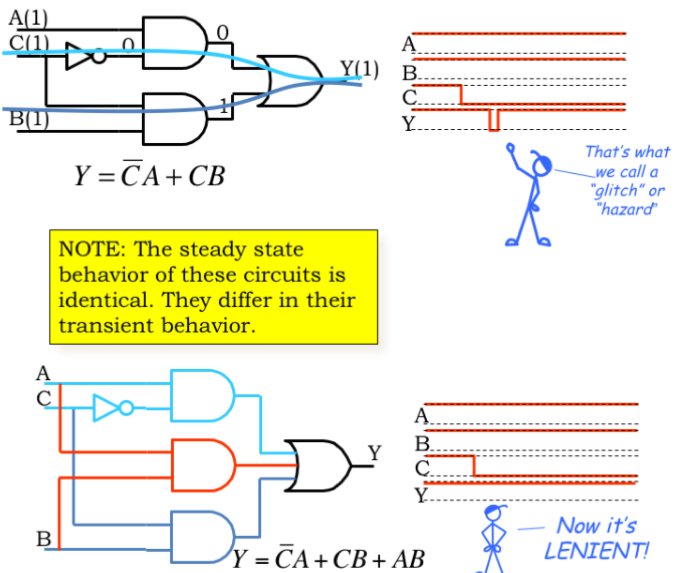 A(1)
C(1)
0
0
Y(1)
1
B(1)
Y = C̅A + CB
A
B
C
Y
That's what
we call a
"glitch" or
"hazard"
NOTE: The steady state
behavior of these circuits is
identical. They differ in their
transient behavior.
A
C
Y
B
Y = C̅A + CB + AB
A
B
C
Y
Now it's
LENIENT!